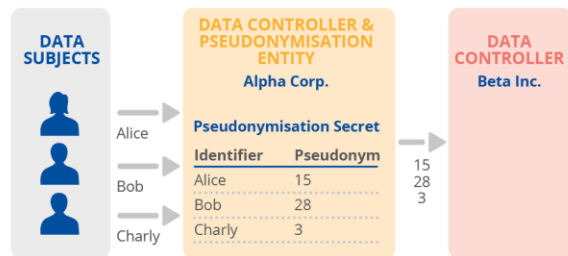 DATA
SUBJECTS
Alice
Bob
Charly
DATA CONTROLLER &
PSEUDONYMISATION
ENTITY
Alpha Corp.
Pseudonymisation Secret
Identifier Pseudonym
Alice 15
Bob 28
Charly 3
15
28
3
DATA
CONTROLLER
Beta Inc.